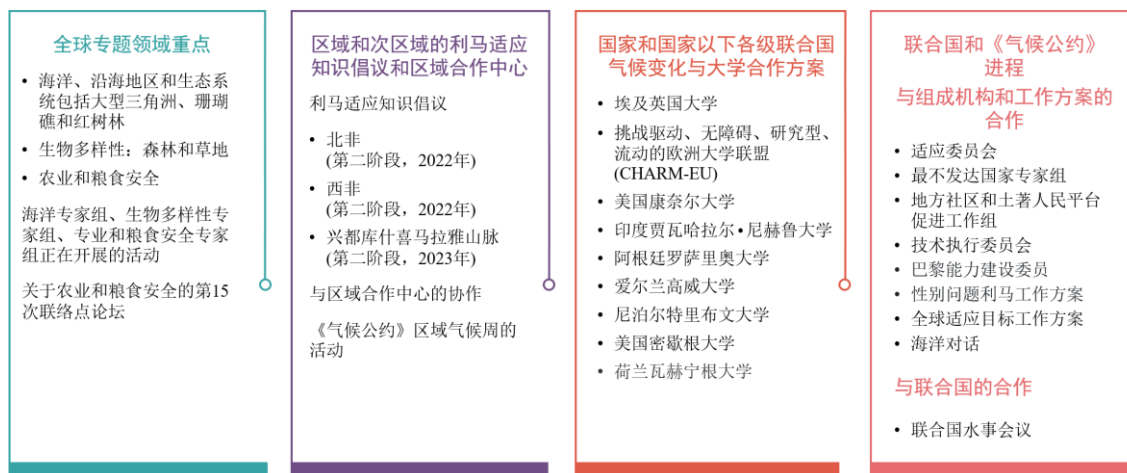 全球专题领域重点
• 海洋、沿海地区和生态系
统包括大型三角洲、珊瑚
礁和红树林
• 生物多样性：森林和草地
• 农业和粮食安全
海洋专家组、生物多样性专
家组、专业和粮食安全专家
组正在开展的活动
关于农业和粮食安全的第15
次联络点论坛
区域和次区域的利马适应
知识倡议和区域合作中心
利马适应知识倡议
• 北非
(第二阶段，2022年)
• 西非
(第二阶段，2022年)
• 兴都库什喜马拉雅山脉
(第二阶段，2023年)
与区域合作中心的协作
《气候公约》区域气候周的
活动
国家和国家以下各级联合国
气候变化与大学合作方案
• 埃及英国大学
• 挑战驱动、无障碍、研究型、
流动的欧洲大学联盟
(CHARM-EU)
• 美国康奈尔大学
• 印度贾瓦哈拉尔•尼赫鲁大学
• 阿根廷罗萨里奥大学
• 爱尔兰高威大学
• 尼泊尔特里布文大学
• 美国密歇根大学
• 荷兰瓦赫宁根大学
联合国和《气候公约》
进程
与组成机构和工作方案的
合作
• 适应委员会
• 最不发达国家专家组
• 地方社区和土著人民平台
促进工作组
• 技术执行委员会
• 巴黎能力建设委员
• 性别问题利马工作方案
• 全球适应目标工作方案
• 海洋对话
与联合国的合作
• 联合国水事会议